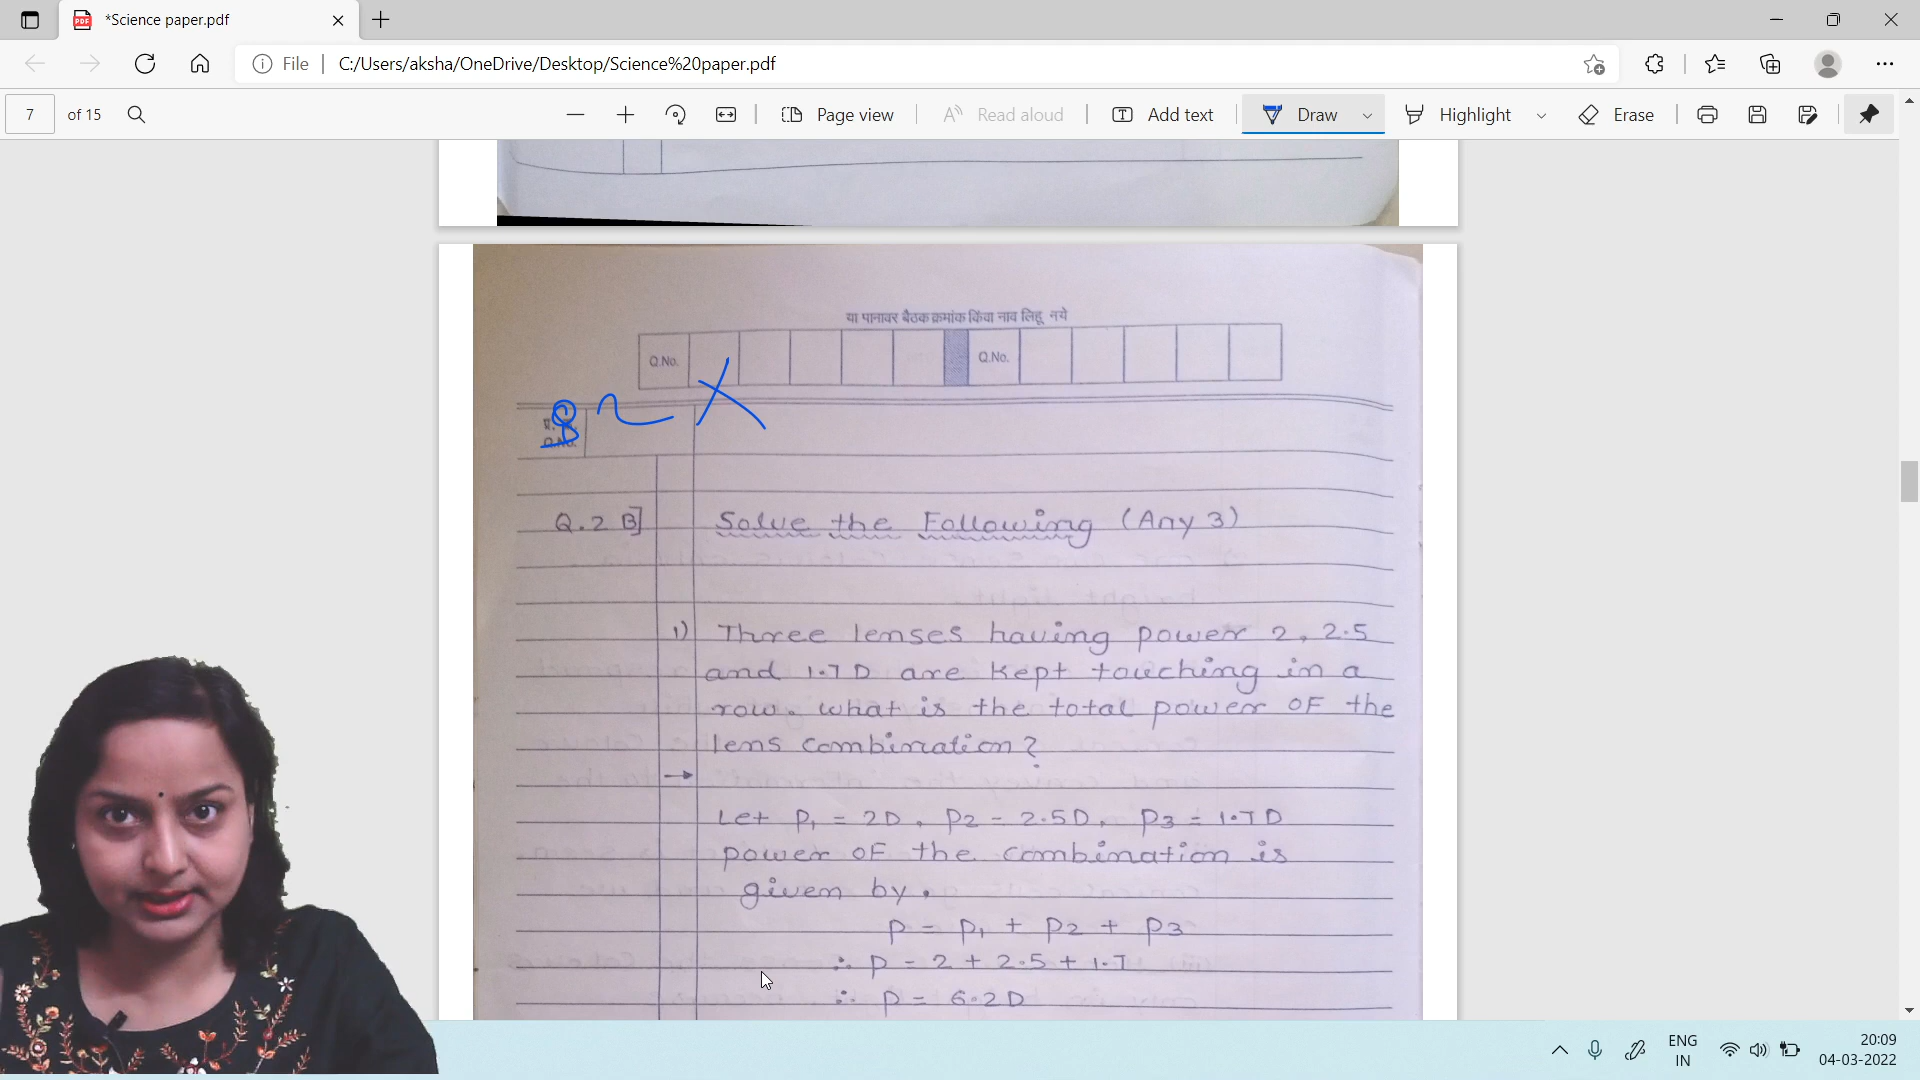 *Science paper.pdf
File C:/Users/aksha/OneDrive/Desktop/Science%20paper.pdf
7 of 15
Page view
Read aloud
Add text
Draw
Highlight
Erase
या पानावर बैठक क्रमांक किंवा नाव लिहू नये
Q.No.
Q.No.
Q 2
Q.2 B] Solve the Following (Any 3)
1) Three lenses having power 2, 2.5
and 1.7 D are kept touching in a
row. what is the total power OF the
lens combination?
→
Let P₁ = 2D, P2 = 2.5D, P3 = 1.7 D
power OF the combination is
given by,
P = P₁ + P2 + P3
∴ P = 2 + 2.5 + 1.7
∴ P = 6.2 D
ENG
IN
20:09
04-03-2022